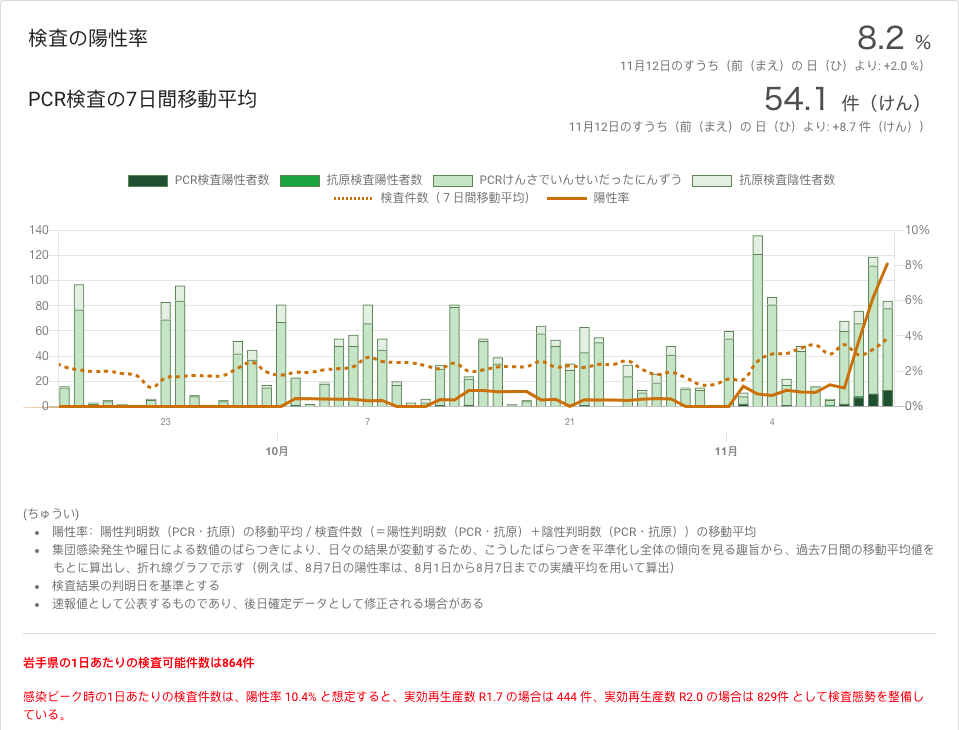 検査の陽性率
8.2 %
11月12日のすうち（前（まえ）の 日（ひ）より: +2.0 %）
PCR検査の7日間移動平均
54.1 件（けん）
11月12日のすうち（前（まえ）の 日（ひ）より: +8.7 件（けん））
PCR検査陽性者数 抗原検査陽性者数 PCRけんさでいんせいだったにんずう 抗原検査陰性者数
検査件数（７日間移動平均） 陽性率
140 10%
120 8%
100
80 6%
60 4%
40 2%
20
0 0%
23 7 21 4
10月 11月
(ちゅうい)
• 陽性率：陽性判明数（PCR・抗原）の移動平均 / 検査件数（＝陽性判明数（PCR・抗原）＋陰性判明数（PCR・抗原））の移動平均
• 集団感染発生や曜日による数値のばらつきにより、日々の結果が変動するため、こうしたばらつきを平準化し全体の傾向を見る趣旨から、過去7日間の移動平均値を
もとに算出し、折れ線グラフで示す（例えば、8月7日の陽性率は、8月1日から8月7日までの実績平均を用いて算出）
• 検査結果の判明日を基準とする
• 速報値として公表するものであり、後日確定データとして修正される場合がある
岩手県の1日あたりの検査可能件数は864件
感染ピーク時の1日あたりの検査件数は、陽性率 10.4% と想定すると、実効再生産数 R1.7 の場合は 444 件、実効再生産数 R2.0 の場合は 829件 として検査態勢を整備し
ている。